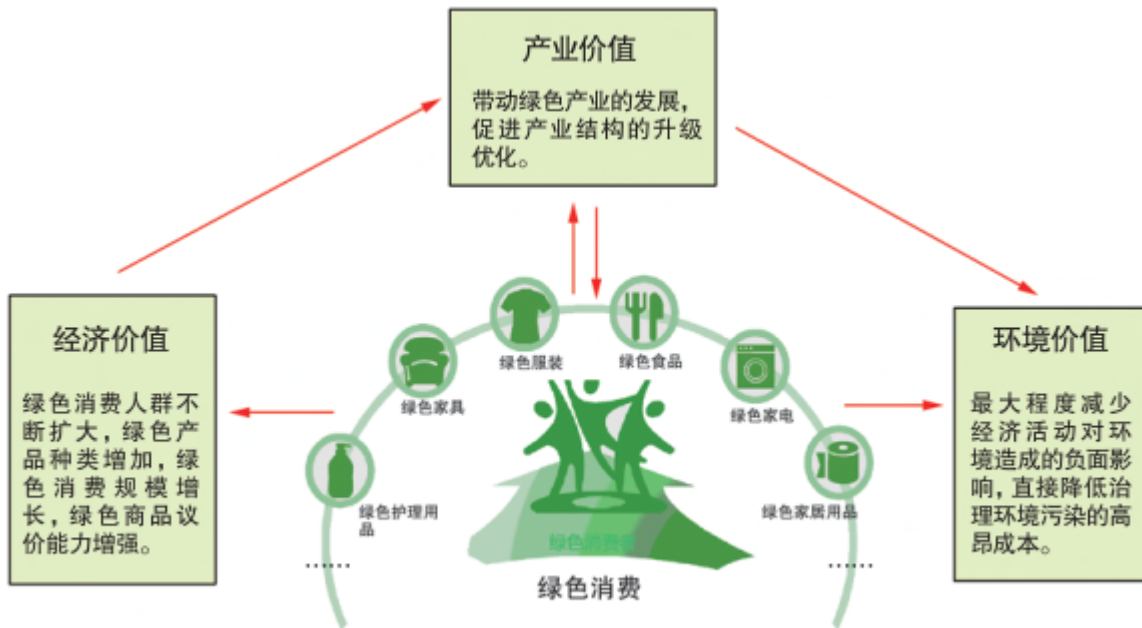 产业价值
带动绿色产业的发展，
促进产业结构的升级
优化。
经济价值
绿色消费人群不
断扩大，绿色产
品种类增加，绿
色消费规模增
长，绿色商品议
价能力增强。
绿色服装
绿色食品
绿色家具
绿色家电
绿色护理用
品
绿色家居用品
……
……
绿色消费者
绿色消费
环境价值
最大程度减少
经济活动对环
境造成的负面影
响，直接降低治
理环境污染的高
昂成本。